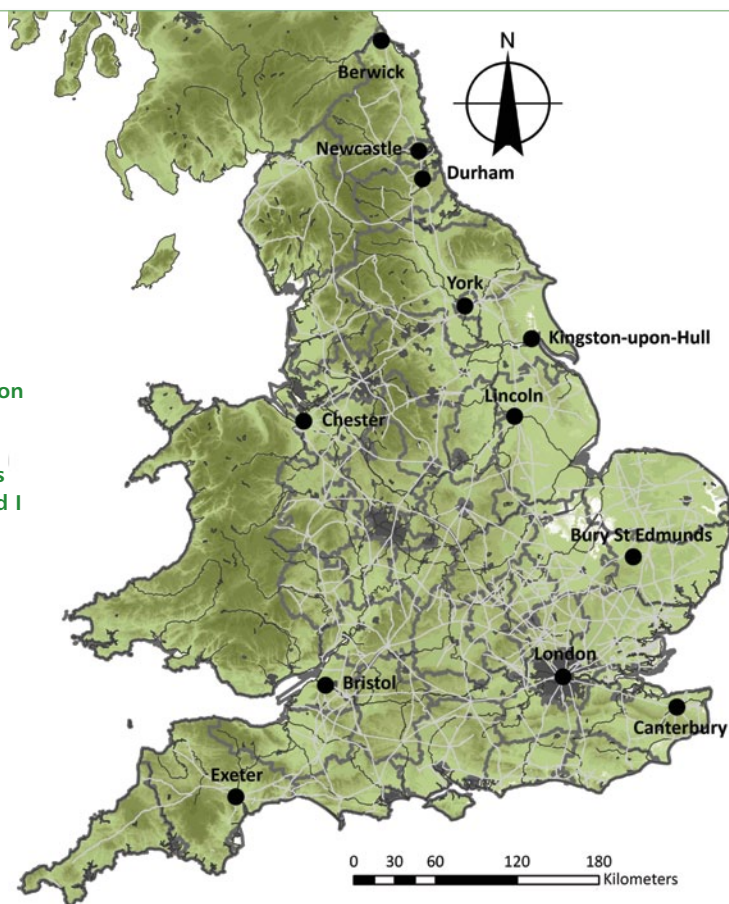 N
Berwick
Newcastle
Durham
York
Kingston-upon-Hull
on
Lincoln
Chester
s
d I
Bury St Edmunds
London
Bristol
Canterbury
Exeter
0 30 60 120 180
Kilometers